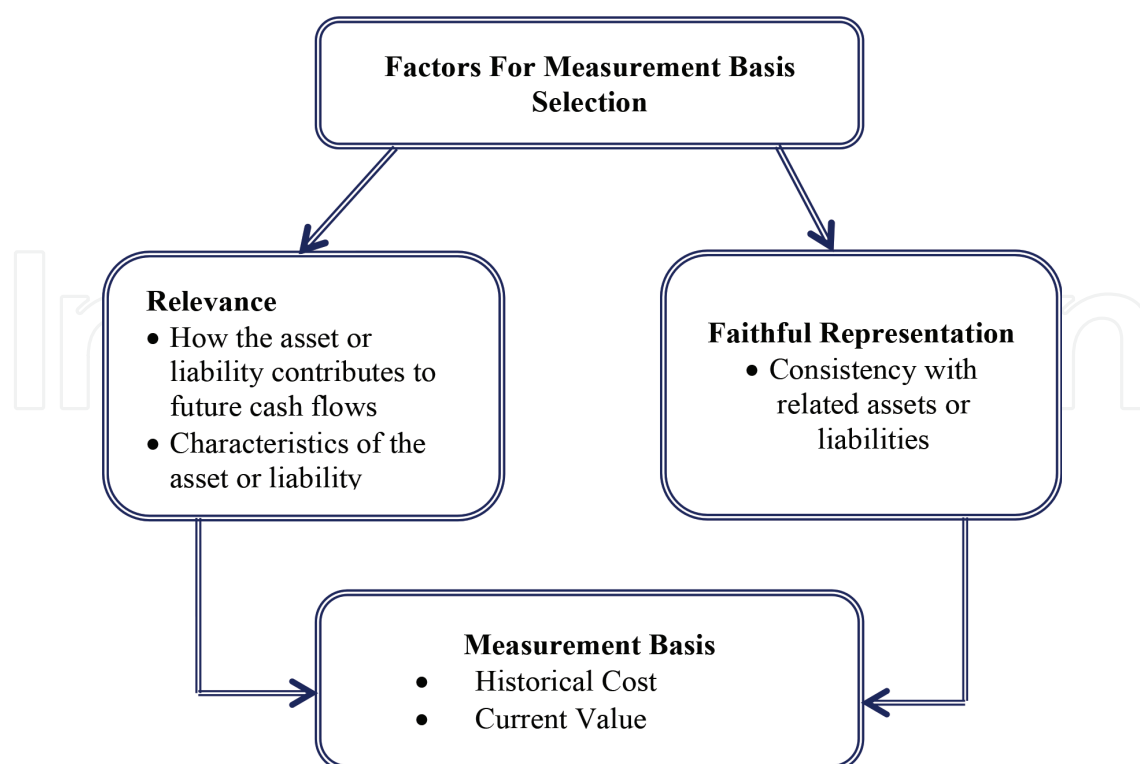 Factors For Measurement Basis
Selection
Relevance
• How the asset or
liability contributes to
future cash flows
• Characteristics of the
asset or liability
Faithful Representation
• Consistency with
related assets or
liabilities
Measurement Basis
• Historical Cost
• Current Value